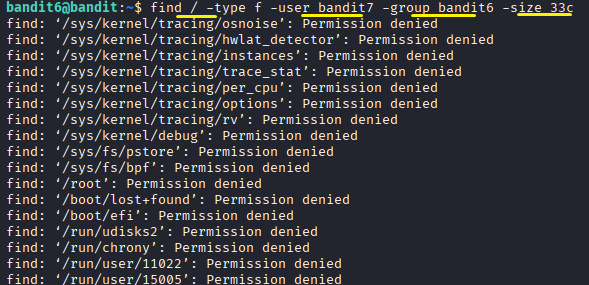 bandit6@bandit:~$ find / -type f -user bandit7 -group bandit6 -size 33c
find: ‘/sys/kernel/tracing/osnoise’: Permission denied
find: ‘/sys/kernel/tracing/hwlat_detector’: Permission denied
find: ‘/sys/kernel/tracing/instances’: Permission denied
find: ‘/sys/kernel/tracing/trace_stat’: Permission denied
find: ‘/sys/kernel/tracing/per_cpu’: Permission denied
find: ‘/sys/kernel/tracing/options’: Permission denied
find: ‘/sys/kernel/tracing/rv’: Permission denied
find: ‘/sys/kernel/debug’: Permission denied
find: ‘/sys/fs/pstore’: Permission denied
find: ‘/sys/fs/bpf’: Permission denied
find: ‘/root’: Permission denied
find: ‘/boot/lost+found’: Permission denied
find: ‘/boot/efi’: Permission denied
find: ‘/run/udisks2’: Permission denied
find: ‘/run/chrony’: Permission denied
find: ‘/run/user/11022’: Permission denied
find: ‘/run/user/15005’: Permission denied